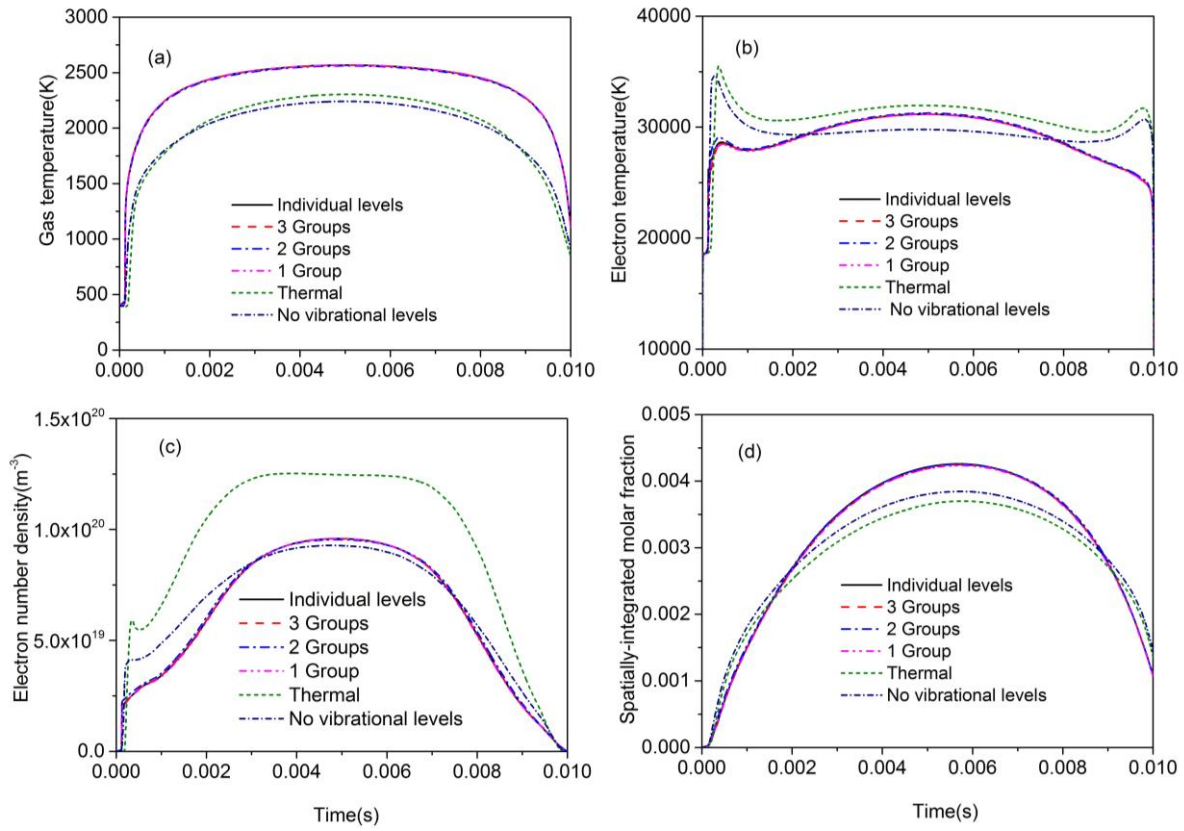 (a)
Gas temperature(K)
3000
2500
2000
1500
1000
500
0
Individual levels
3 Groups
2 Groups
1 Group
Thermal
No vibrational levels
0.000 0.002 0.004 0.006 0.008 0.010
(b)
Electron temperature(K)
40000
30000
20000
10000
Individual levels
3 Groups
2 Groups
1 Group
Thermal
No vibrational levels
0.000 0.002 0.004 0.006 0.008 0.010
(c)
Electron number density(m⁻³)
1.5x10²⁰
1.0x10²⁰
5.0x10¹⁹
0.0
Individual levels
3 Groups
2 Groups
1 Group
Thermal
No vibrational levels
0.000 0.002 0.004 0.006 0.008 0.010
Time(s)
(d)
Spatially-integrated molar fraction
0.005
0.004
0.003
0.002
0.001
0.000
Individual levels
3 Groups
2 Groups
1 Group
Thermal
No vibrational levels
0.000 0.002 0.004 0.006 0.008 0.010
Time(s)